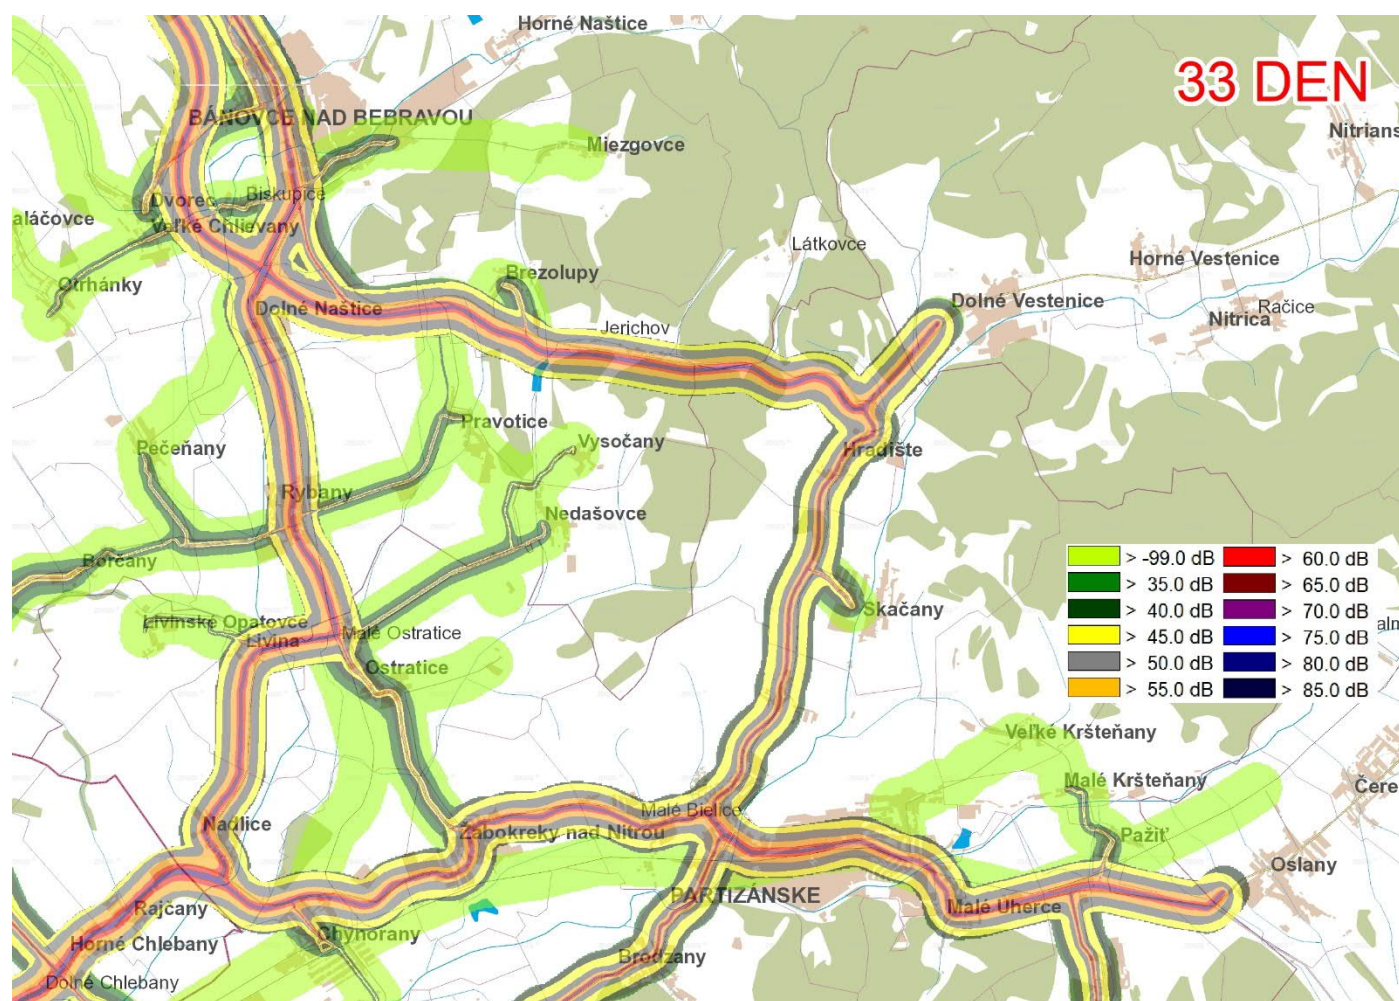 Horné Naštice
33 DEN
BÁNOVCE NAD BEBRAVOU
Nitrians
Miezgovce
Dvorec
Biskupice
aláčovce
Veľké Chlievany
Látkovce
Horné Vestenice
Otrhánky
Brezolupy
Dolné Vestenice
Dolné Naštice
Račice
Nitrica
Jerichov
Pravotice
Pečeňany
Vysočany
Hradište
Rybany
Nedašovce
Borčany
> -99.0 dB
> 60.0 dB
> 35.0 dB
> 65.0 dB
> 40.0 dB
> 70.0 dB
> 45.0 dB
> 75.0 dB
> 50.0 dB
> 80.0 dB
> 55.0 dB
> 85.0 dB
Skačany
Livinské Opatovce
Malé Ostratice
Livina
alm
Ostratice
Veľké Kršteňany
Malé Kršteňany
Čere
Malé Bielice
Nadlice
Žabokreky nad Nitrou
Pažiť
Oslany
PARTIZÁNSKE
Rajčany
Malé Uherce
Chynorany
Horné Chlebany
Brodzany
Dolné Chlebany